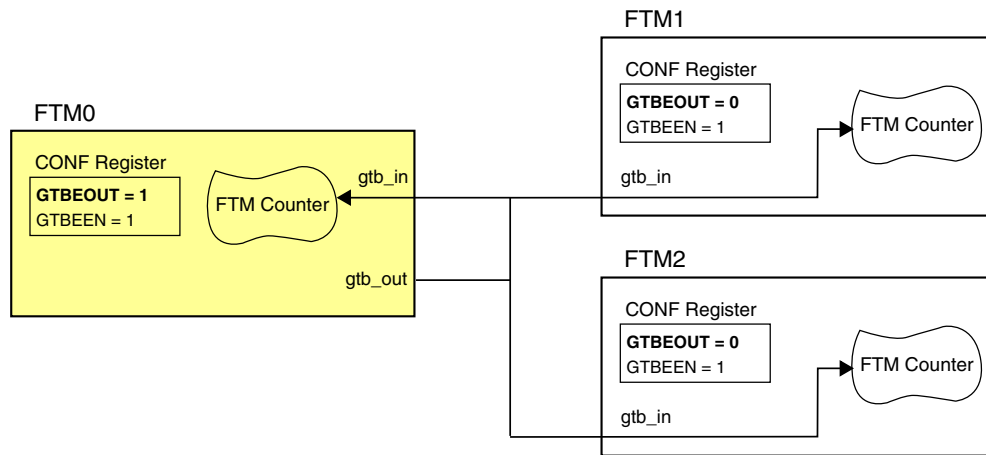 FTM0
CONF Register
GTBEOUT = 1
GTBEEN = 1
FTM Counter
gtb_in
gtb_out
FTM1
CONF Register
GTBEOUT = 0
GTBEEN = 1
FTM Counter
gtb_in
FTM2
CONF Register
GTBEOUT = 0
GTBEEN = 1
FTM Counter
gtb_in